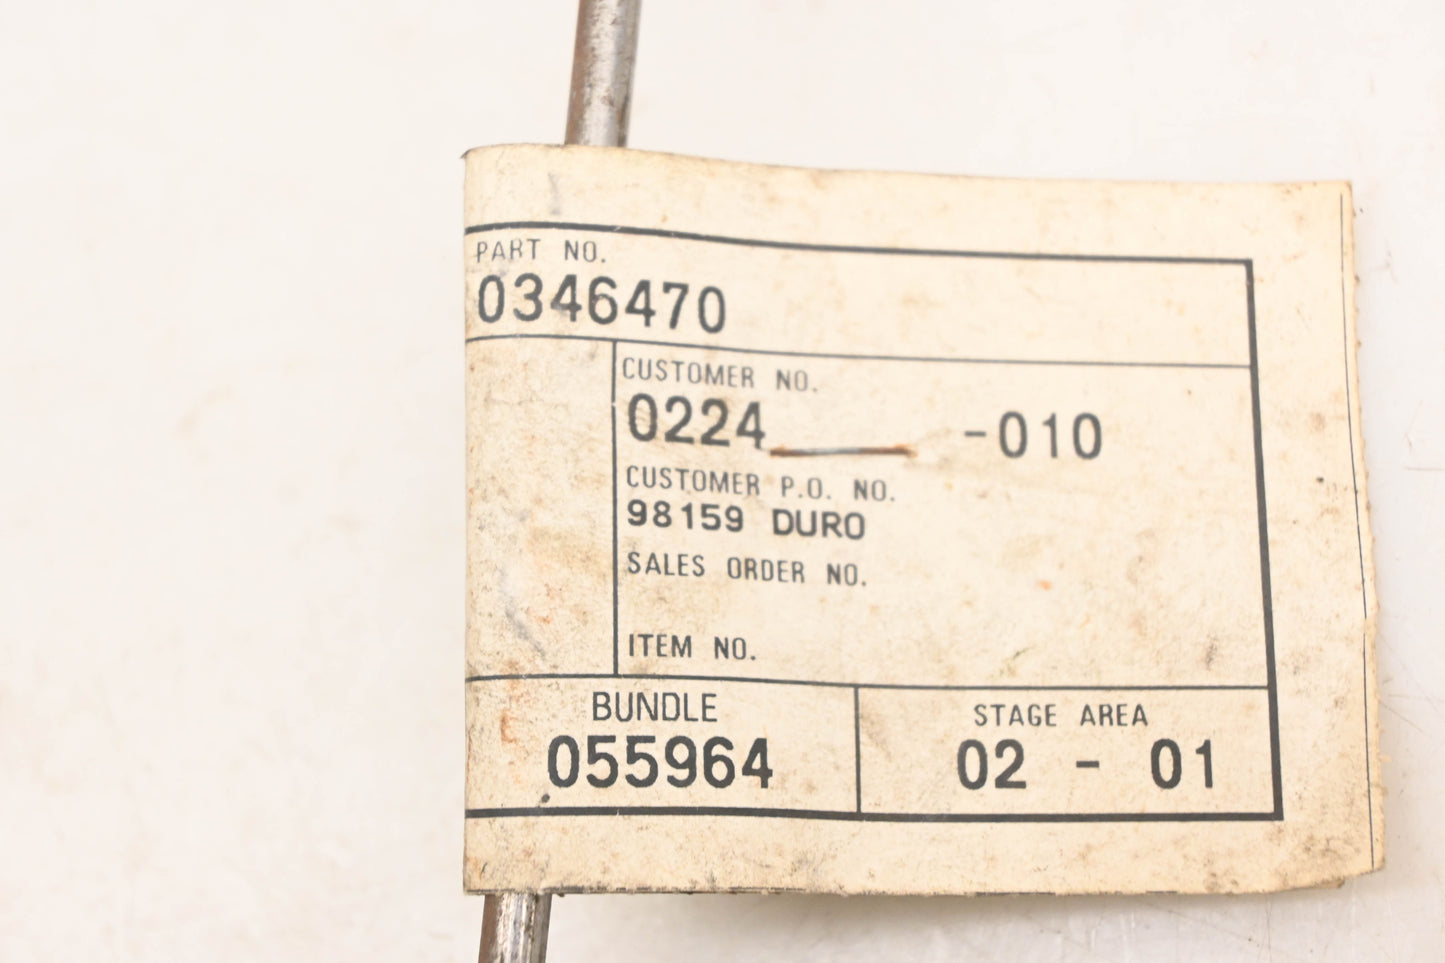 PART NO.
0346470
CUSTOMER NO.
0224 -010
CUSTOMER P.O. NO.
98159 DURO
SALES ORDER NO.
ITEM NO.
BUNDLE
055964
STAGE AREA
02 - 01